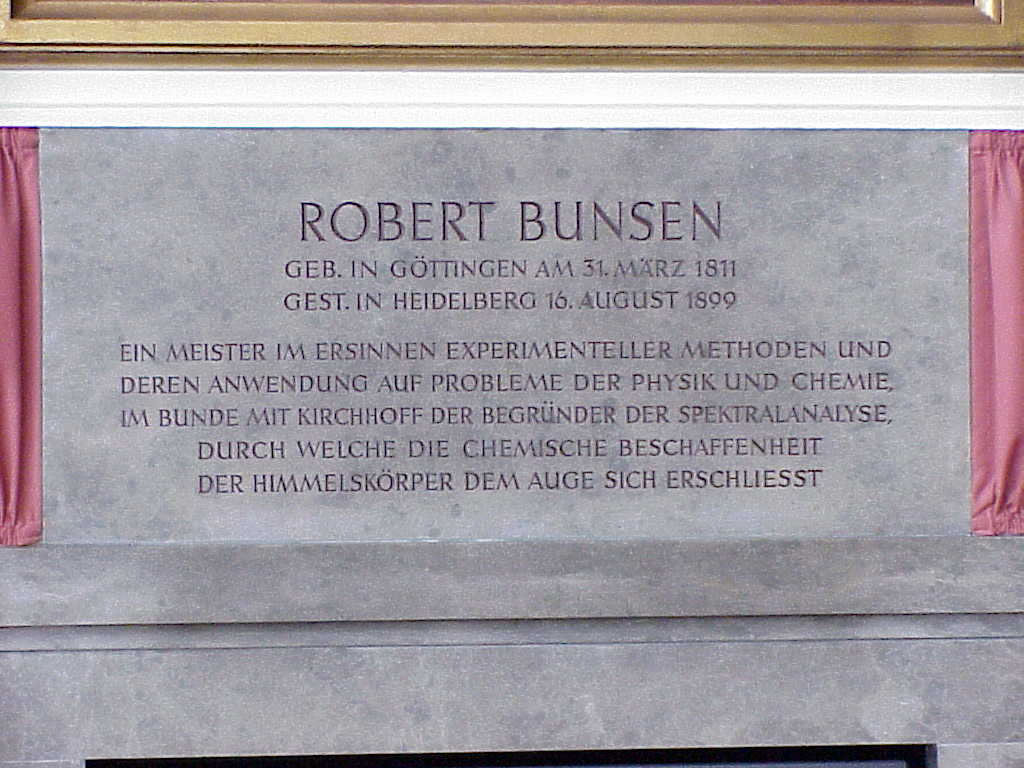 ROBERT BUNSEN
GEB. IN GÖTTINGEN AM 31. MÄRZ 1811
GEST. IN HEIDELBERG 16. AUGUST 1899
EIN MEISTER IM ERSINNEN EXPERIMENTELLER METHODEN UND
DEREN ANWENDUNG AUF PROBLEME DER PHYSIK UND CHEMIE,
IM BUNDE MIT KIRCHHOFF DER BEGRÜNDER DER SPEKTRALANALYSE,
DURCH WELCHE DIE CHEMISCHE BESCHAFFENHEIT
DER HIMMELSKÖRPER DEM AUGE SICH ERSCHLIESST